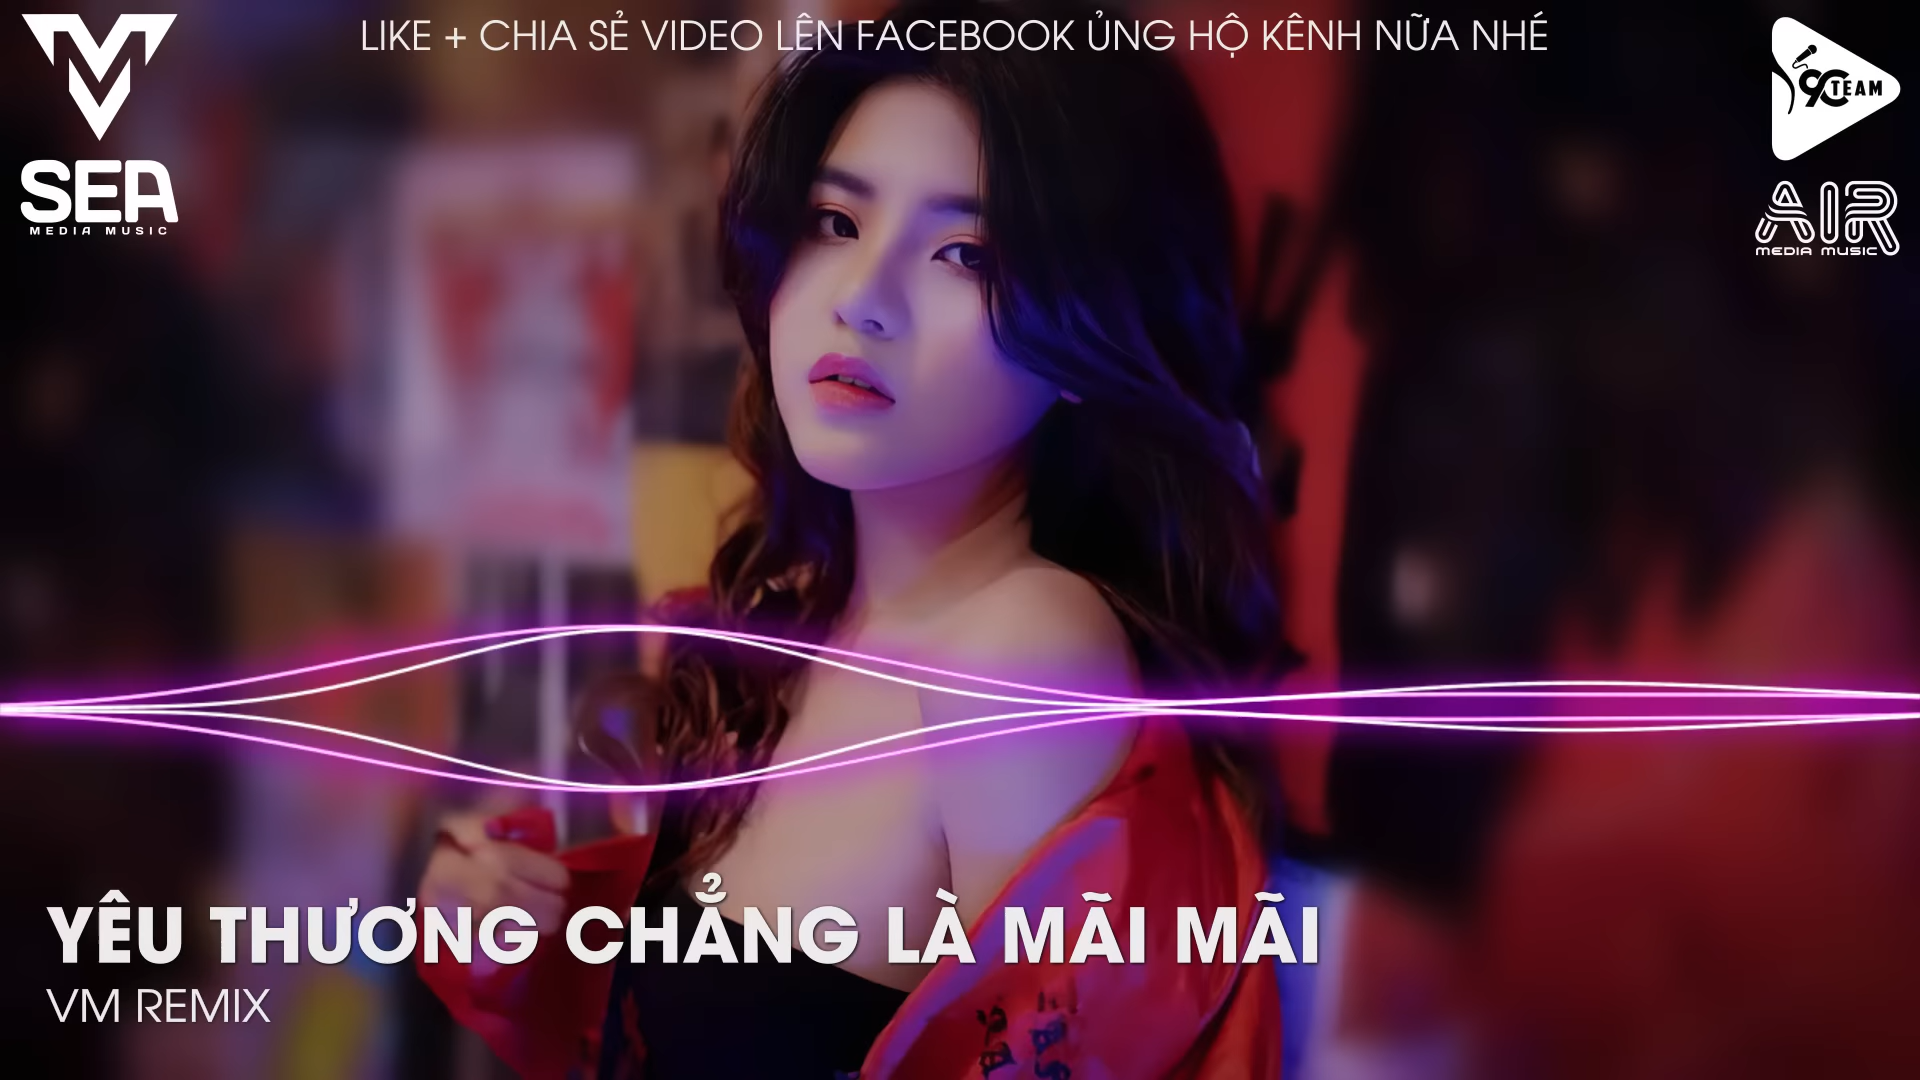 LIKE + CHIA SẺ VIDEO LÊN FACEBOOK ỦNG HỘ KÊNH NỮA NHÉ
SEA
MEDIA MUSIC
9C TEAM
AIR
MEDIA MUSIC
YÊU THƯƠNG CHẲNG LÀ MÃI MÃI
VM REMIX